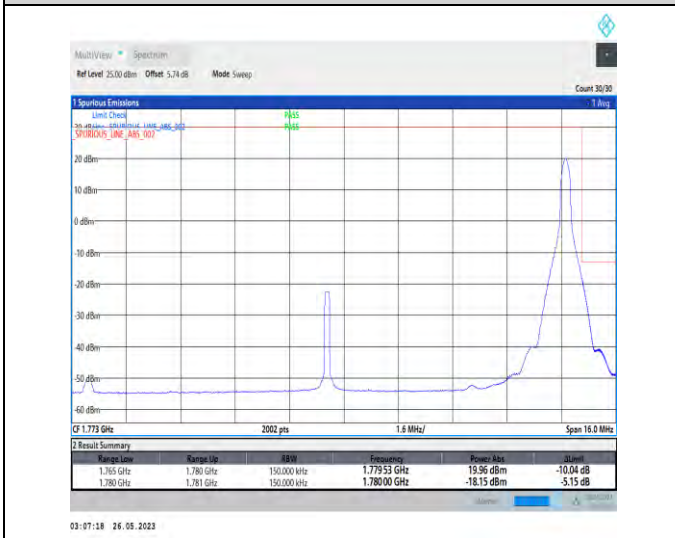 MultiView Spectrum
Ref Level 25.00 dBm Offset 5.74 dB Mode Sweep
Count 30/30
1 Spurious Emissions 1 Avg
Limit Check PASS
Line _SPURIOUS_LINE_ABS_002 PASS
_SPURIOUS_LINE_ABS_002
20 dBm
10 dBm
0 dBm
-10 dBm
-20 dBm
-30 dBm
-40 dBm
-50 dBm
-60 dBm
CF 1.773 GHz 2002 pts 1.6 MHz/ Span 16.0 MHz
2 Result Summary
Range Low Range Up RBW Frequency Power Abs ΔLimit
1.765 GHz 1.780 GHz 150.000 kHz 1.77953 GHz 19.96 dBm -10.04 dB
1.780 GHz 1.781 GHz 150.000 kHz 1.78000 GHz -18.15 dBm -5.15 dB
03:07:18 26.05.2023